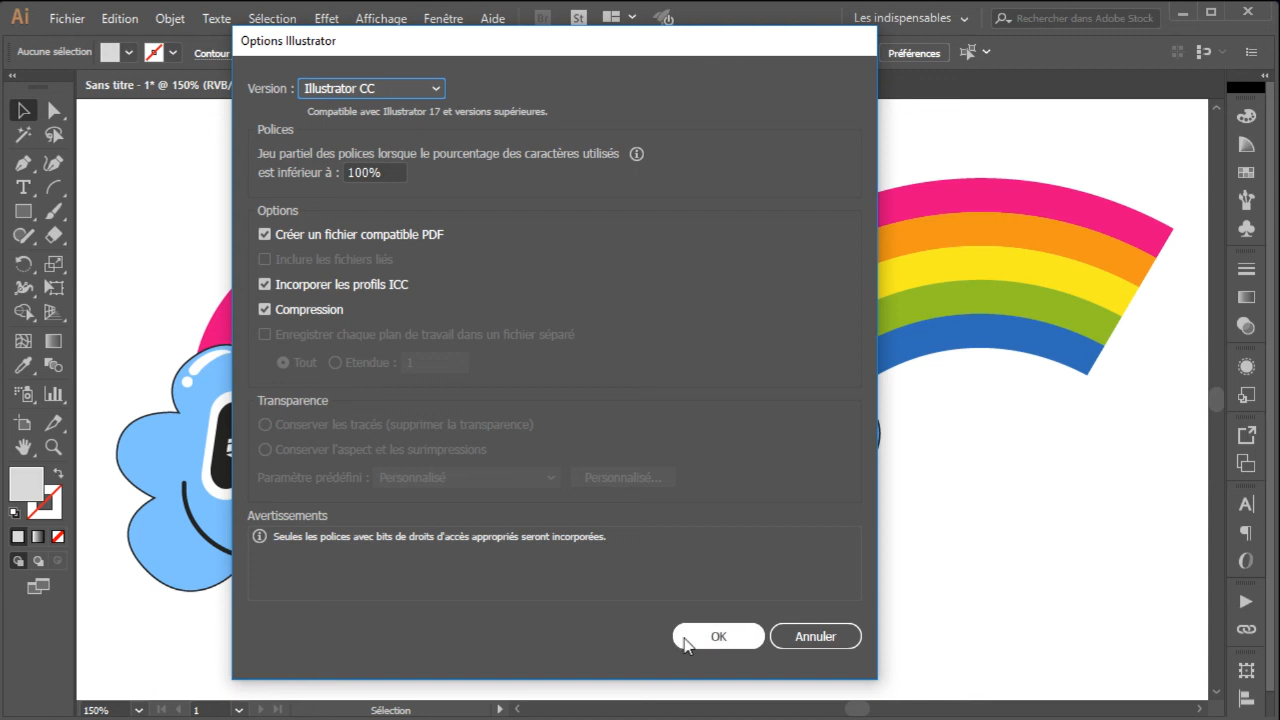 Ai Fichier Edition Objet Texte Sélection Effet Affichage Fenêtre Aide Br St Les indispensables Rechercher dans Adobe Stock
Aucune sélection Contour Préférences
Options Illustrator
Sans titre - 1* @ 150% (RVB/
Version : Illustrator CC
Compatible avec Illustrator 17 et versions supérieures.
Polices
Jeu partiel des polices lorsque le pourcentage des caractères utilisés
est inférieur à : 100%
Options
Créer un fichier compatible PDF
Inclure les fichiers liés
Incorporer les profils ICC
Compression
Enregistrer chaque plan de travail dans un fichier séparé
Tout Etendue : 1
Transparence
Conserver les tracés (supprimer la transparence)
Conserver l'aspect et les surimpressions
Paramètre prédéfini : Personnalisé Personnalisé...
Avertissements
Seules les polices avec bits de droits d'accès appropriés seront incorporées.
OK Annuler
150% 1 Sélection